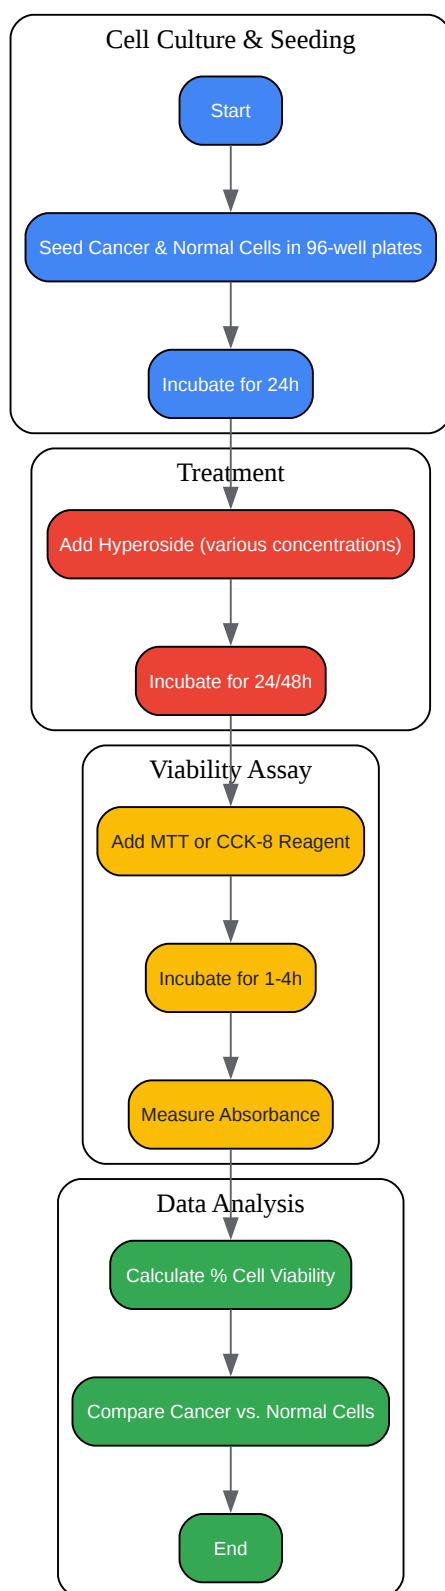 Cell Culture & Seeding
Start
Seed Cancer & Normal Cells in 96-well plates
Incubate for 24h
Treatment
Add Hyperoside (various concentrations)
Incubate for 24/48h
Viability Assay
Add MTT or CCK-8 Reagent
Incubate for 1-4h
Measure Absorbance
Data Analysis
Calculate % Cell Viability
Compare Cancer vs. Normal Cells
End